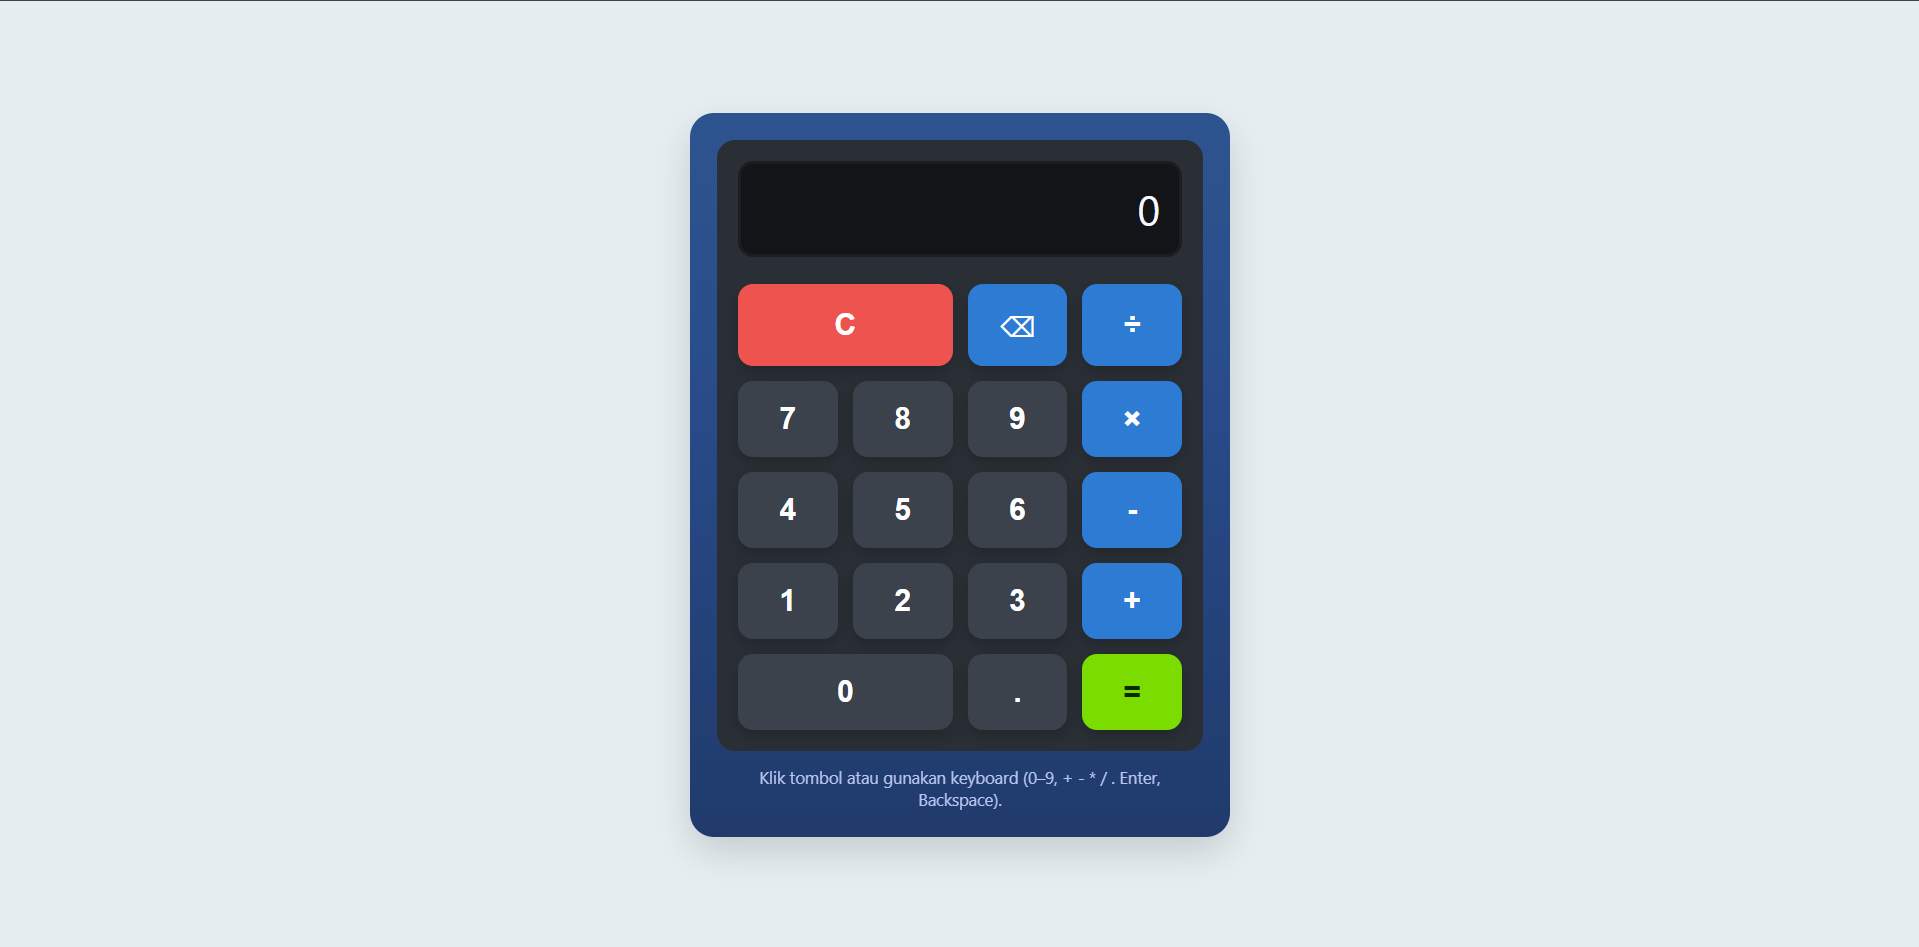 0
C ⌫ ÷
7 8 9 ×
4 5 6 -
1 2 3 +
0 . =
Klik tombol atau gunakan keyboard (0–9, + - * / . Enter,
Backspace).